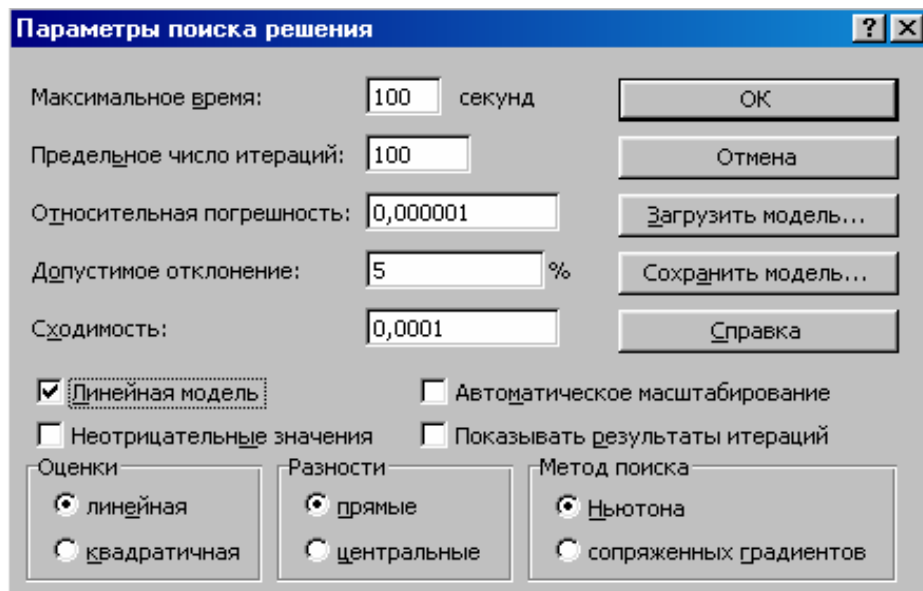 Параметры поиска решения
Максимальное время: 100 секунд ОК
Предельное число итераций: 100 Отмена
Относительная погрешность: 0,000001 Загрузить модель...
Допустимое отклонение: 5 % Сохранить модель...
Сходимость: 0,0001 Справка
Линейная модель Автоматическое масштабирование
Неотрицательные значения Показывать результаты итераций
Оценки Разности Метод поиска
линейная прямые Ньютона
квадратичная центральные сопряженных градиентов